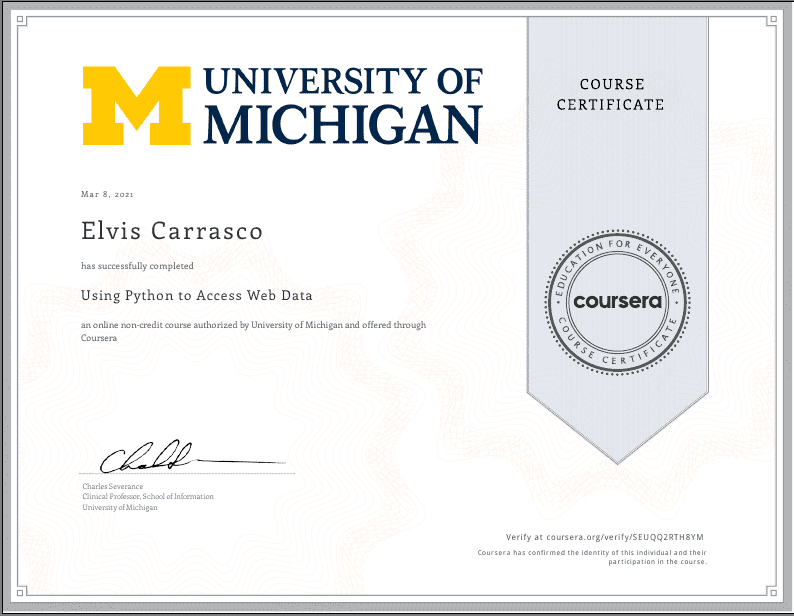 UNIVERSITY OF
MICHIGAN
COURSE
CERTIFICATE
Mar 8, 2021
Elvis Carrasco
has successfully completed
Using Python to Access Web Data
an online non-credit course authorized by University of Michigan and offered through
Coursera
EDUCATION FOR EVERYONE
coursera
COURSE CERTIFICATE
Charles Severance
Clinical Professor, School of Information
University of Michigan
Verify at coursera.org/verify/SEUQQ2RTH8YM
Coursera has confirmed the identity of this individual and their
participation in the course.